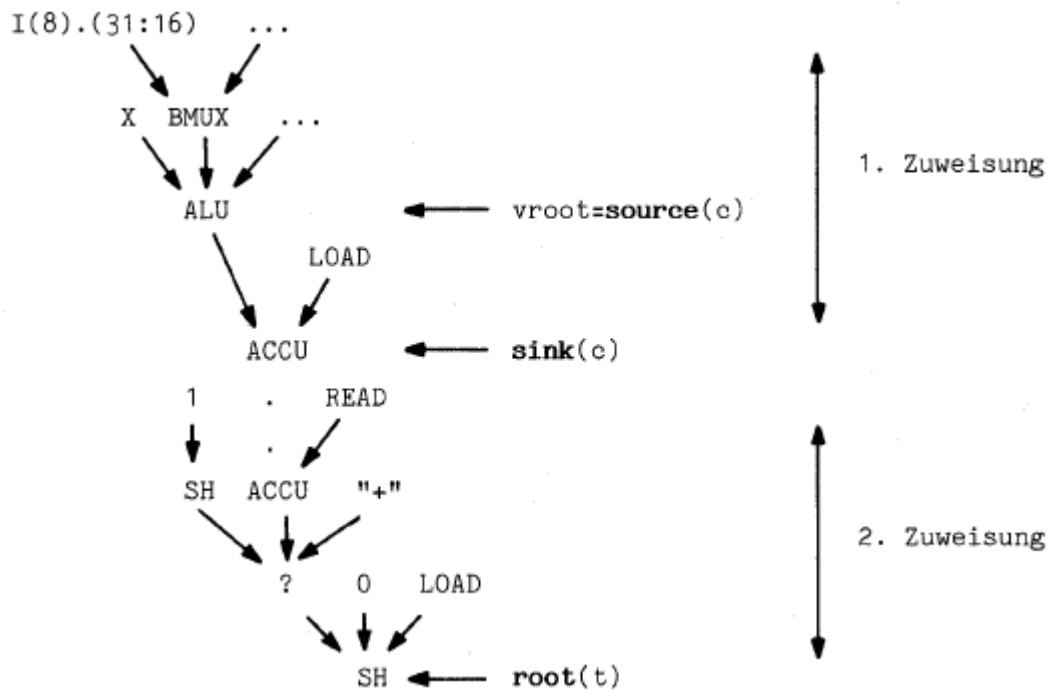 I(8).(31:16) ...
X BMUX ...
1. Zuweisung
ALU vroot=source(c)
LOAD
ACCU sink(c)
1 . READ
.
SH ACCU "+"
2. Zuweisung
? 0 LOAD
SH root(t)